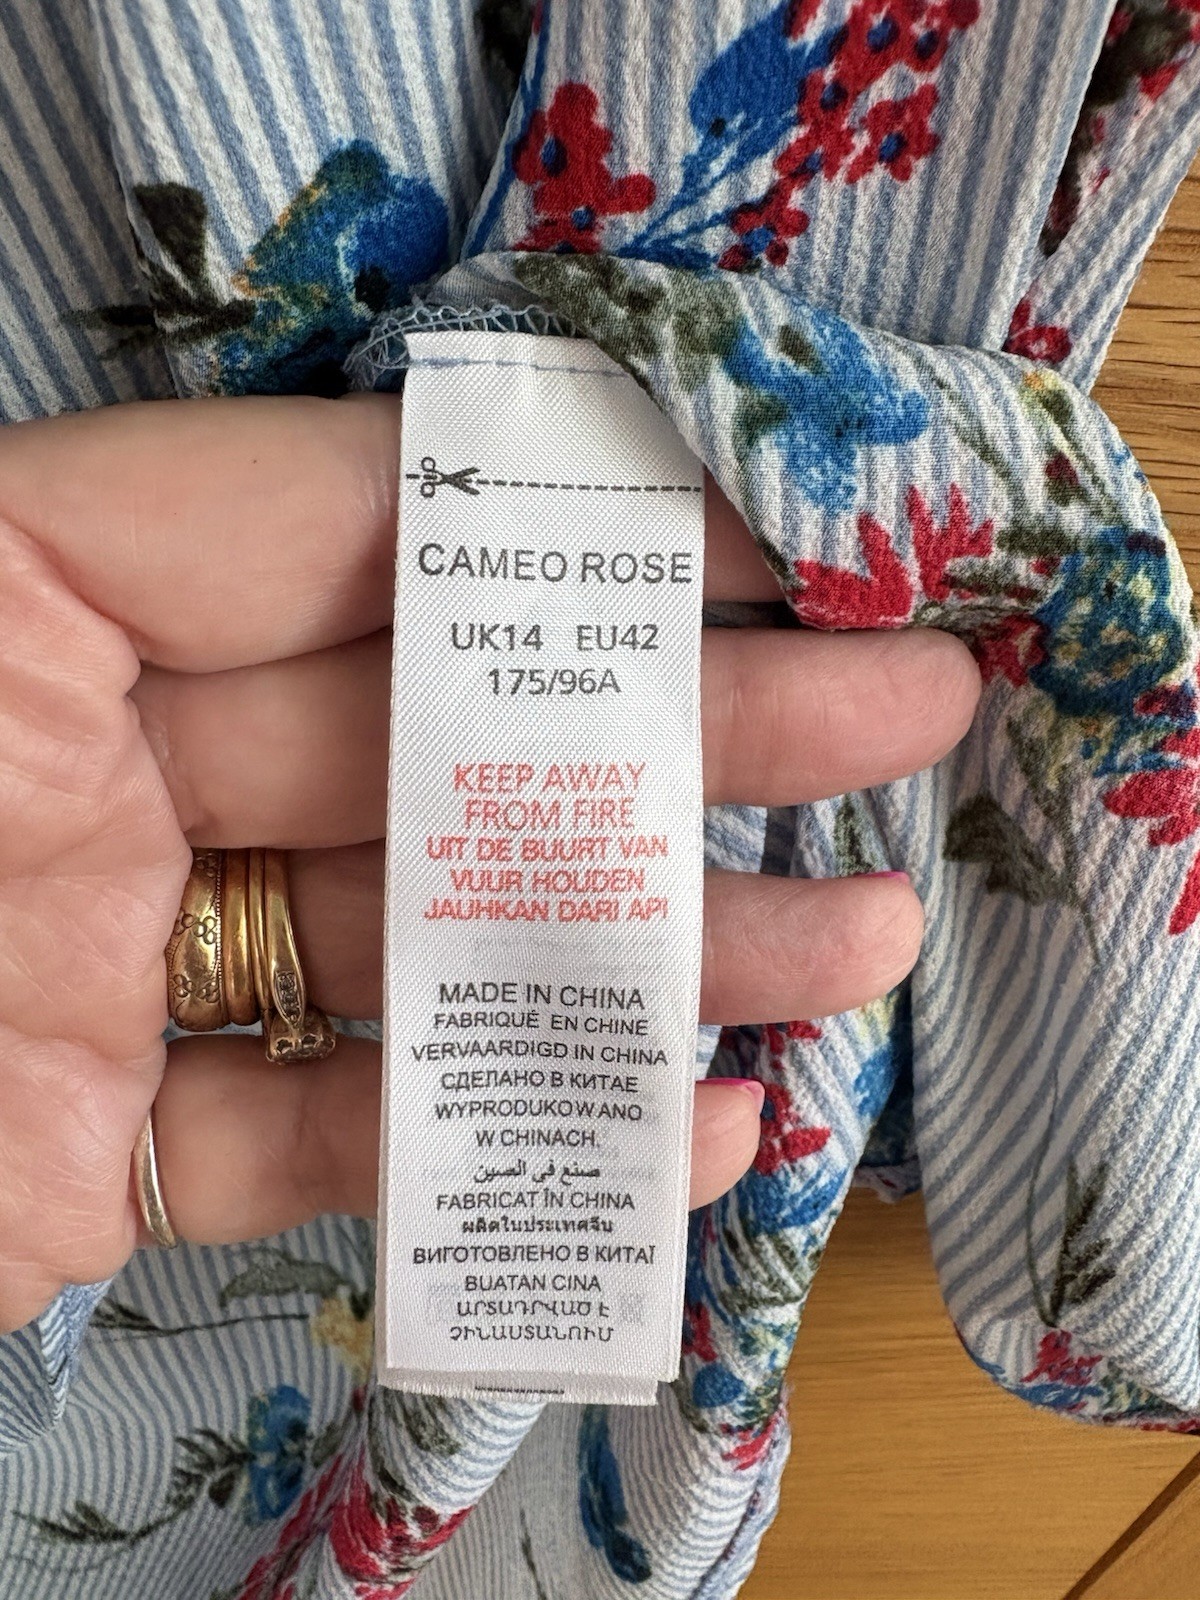 CAMEO ROSE
UK14 EU42
175/96A
KEEP AWAY
FROM FIRE
UIT DE BUURT VAN
VUUR HOUDEN
JAUHKAN DARI API
MADE IN CHINA
FABRIQUÉ EN CHINE
VERVAARDIGD IN CHINA
СДЕЛАНО В КИТАЕ
WYPRODUKOWANO
W CHINACH.
صنع في الصين
FABRICAT ÎN CHINA
ผลิตในประเทศจีน
ВИГОТОВЛЕНО В КИТАЇ
BUATAN CINA
ԱՐՏԱԴՐՎԱԾ Է
ՉԻՆԱՍՏԱՆՈՒՄ